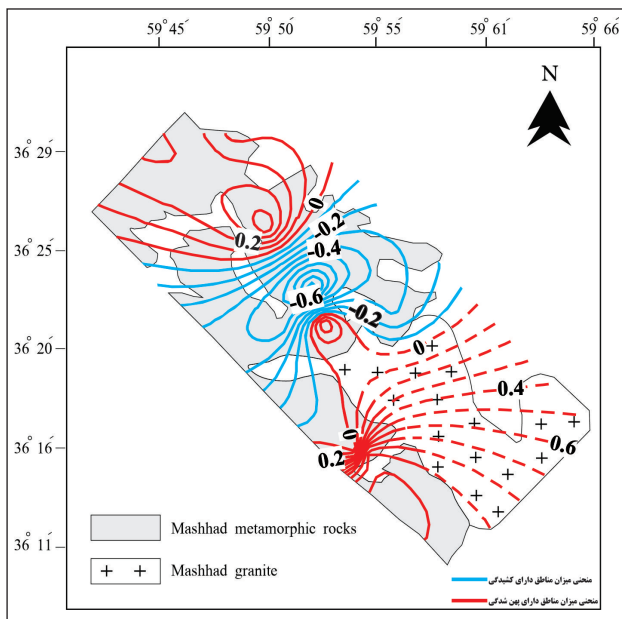 59° 45´ 59° 50´ 59° 55´ 59° 61´ 59° 66´
N
36° 29´
0
-0.2
0.2
36° 25´
-0.4
-0.6
-0.2
36° 20´
0
0.4
0
0.6
36° 16´
0.2
Mashhad metamorphic rocks
36° 11´
Mashhad granite
منحنی میزان مناطق دارای کشیدگی
منحنی میزان مناطق دارای پهن شدگی